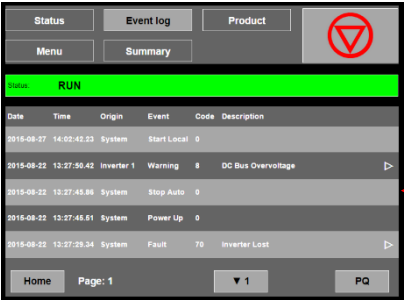 Status Event log Product
Menu Summary
Status: RUN
Date Time Origin Event Code Description
2015-08-27 14:02:42.23 System Start Local 0
2015-08-22 13:27:50.42 Inverter 1 Warning 8 DC Bus Overvoltage
2015-08-22 13:27:45.86 System Stop Auto 0
2015-08-22 13:27:45.51 System Power Up 0
2015-08-22 13:27:29.34 System Fault 70 Inverter Lost
Home Page: 1 ▼ 1 PQ